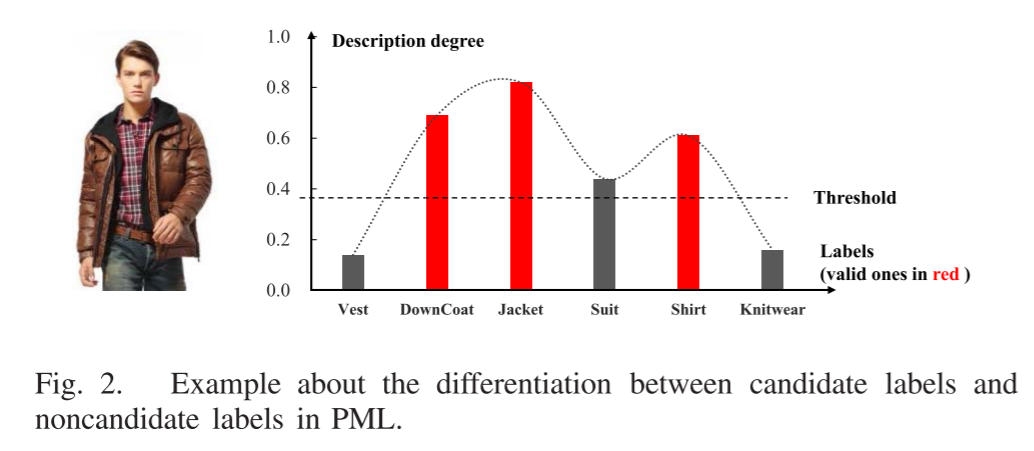 1.0
Description degree
0.8
0.6
0.4
Threshold
0.2
Labels
(valid ones in red )
0.0
Vest DownCoat Jacket Suit Shirt Knitwear
Fig. 2. Example about the differentiation between candidate labels and
noncandidate labels in PML.